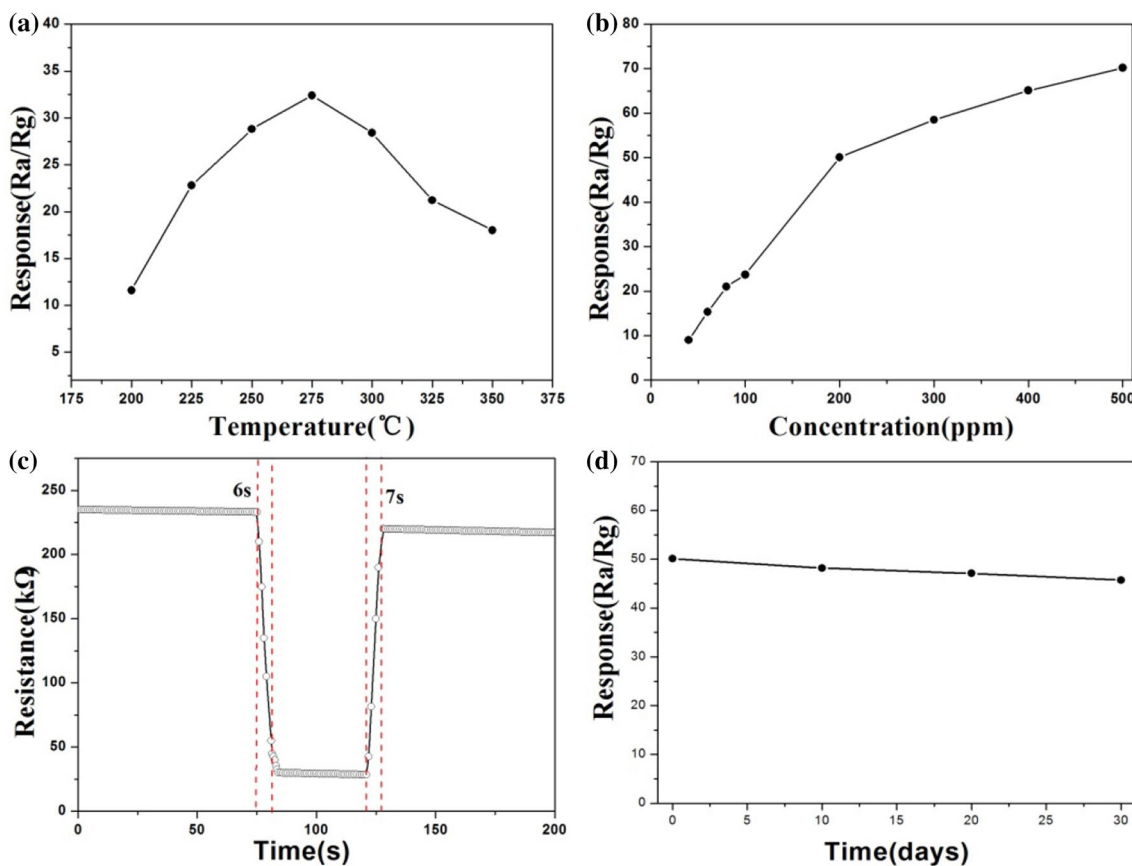 (a)
40
35
30
25
20
15
10
5
Response(Ra/Rg)
175 200 225 250 275 300 325 350 375
Temperature(℃)
(b)
80
70
60
50
40
30
20
10
0
Response(Ra/Rg)
0 100 200 300 400 500
Concentration(ppm)
(c)
250
200
150
100
50
0
Resistance(kΩ)
6s
7s
0 50 100 150 200
Time(s)
(d)
70
60
50
40
30
20
10
0
Response(Ra/Rg)
0 5 10 15 20 25 30
Time(days)